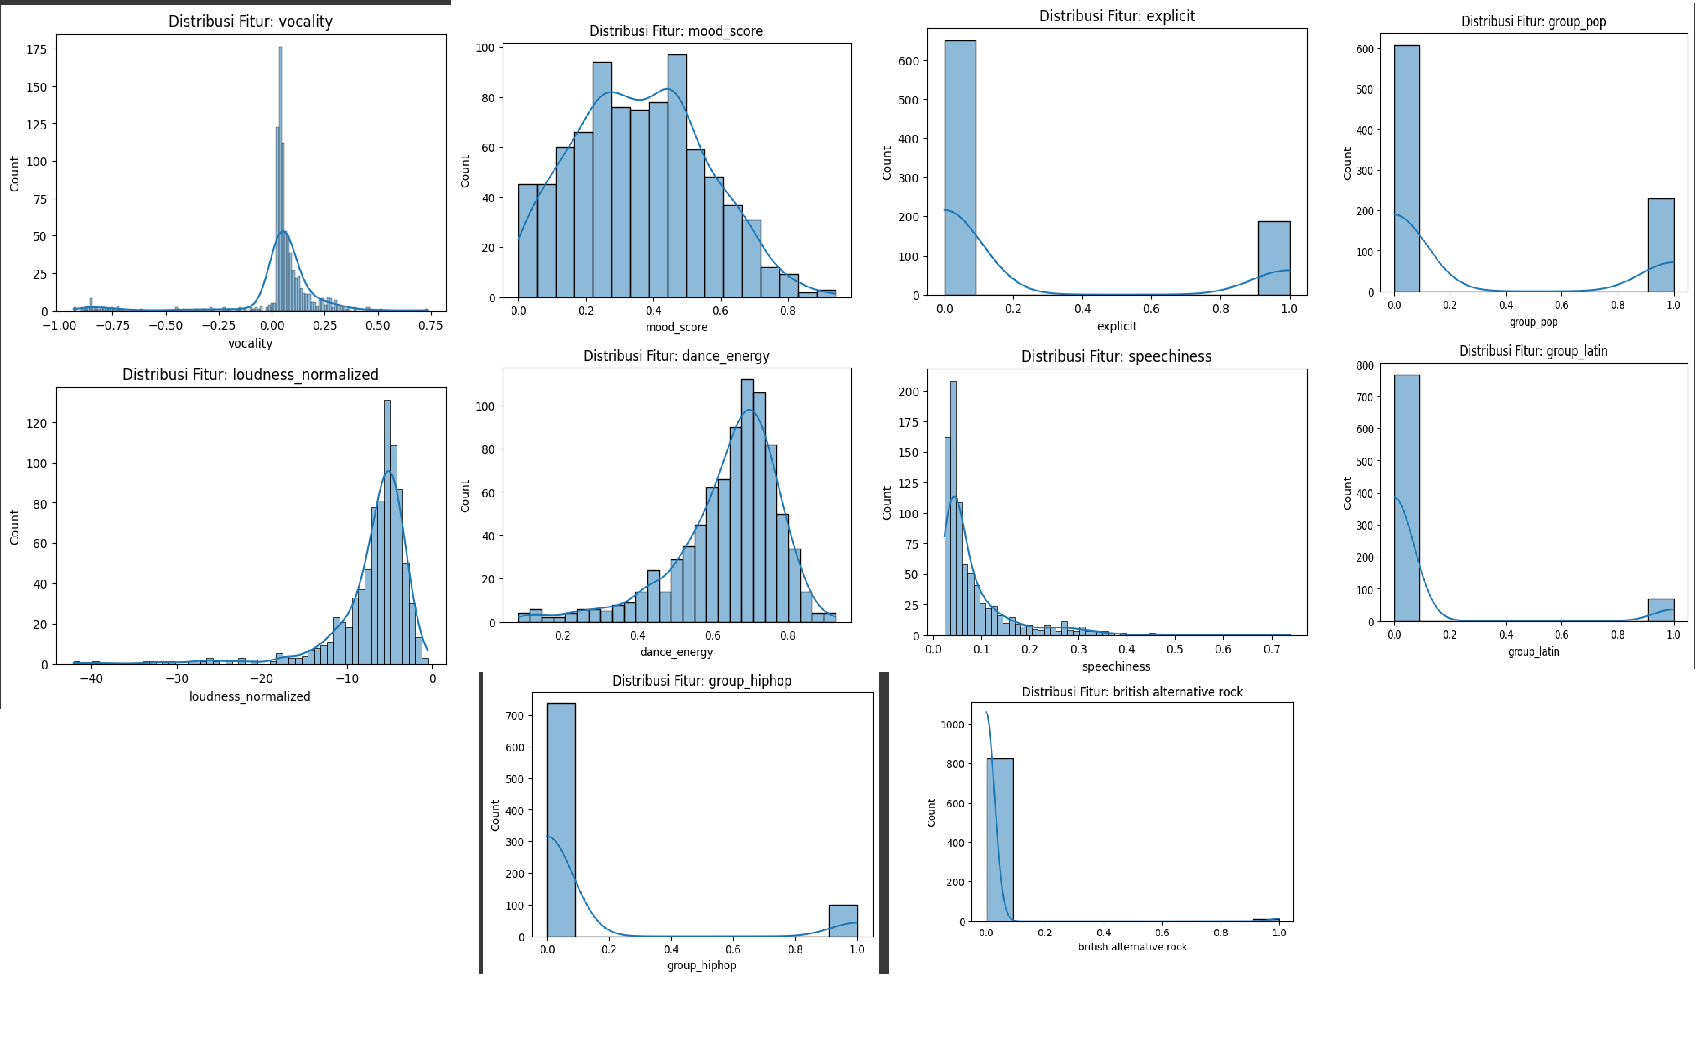 Distribusi Fitur: vocality
175
150
125
100
75
50
25
0
Count
−1.00 −0.75 −0.50 −0.25 0.00 0.25 0.50 0.75
vocality
Distribusi Fitur: mood_score
100
80
60
40
20
0
Count
0.0 0.2 0.4 0.6 0.8
mood_score
Distribusi Fitur: explicit
600
500
400
300
200
100
0
Count
0.0 0.2 0.4 0.6 0.8 1.0
explicit
Distribusi Fitur: group_pop
600
500
400
300
200
100
0
Count
0.0 0.2 0.4 0.6 0.8 1.0
group_pop
Distribusi Fitur: loudness_normalized
120
100
80
60
40
20
0
Count
−40 −30 −20 −10 0
loudness_normalized
Distribusi Fitur: dance_energy
100
80
60
40
20
0
Count
0.2 0.4 0.6 0.8
dance_energy
Distribusi Fitur: speechiness
200
175
150
125
100
75
50
25
0
Count
0.0 0.1 0.2 0.3 0.4 0.5 0.6 0.7
speechiness
Distribusi Fitur: group_latin
800
700
600
500
400
300
200
100
0
Count
0.0 0.2 0.4 0.6 0.8 1.0
group_latin
Distribusi Fitur: group_hiphop
700
600
500
400
300
200
100
0
Count
0.0 0.2 0.4 0.6 0.8 1.0
group_hiphop
Distribusi Fitur: british alternative rock
1000
800
600
400
200
0
Count
0.0 0.2 0.4 0.6 0.8 1.0
british alternative rock